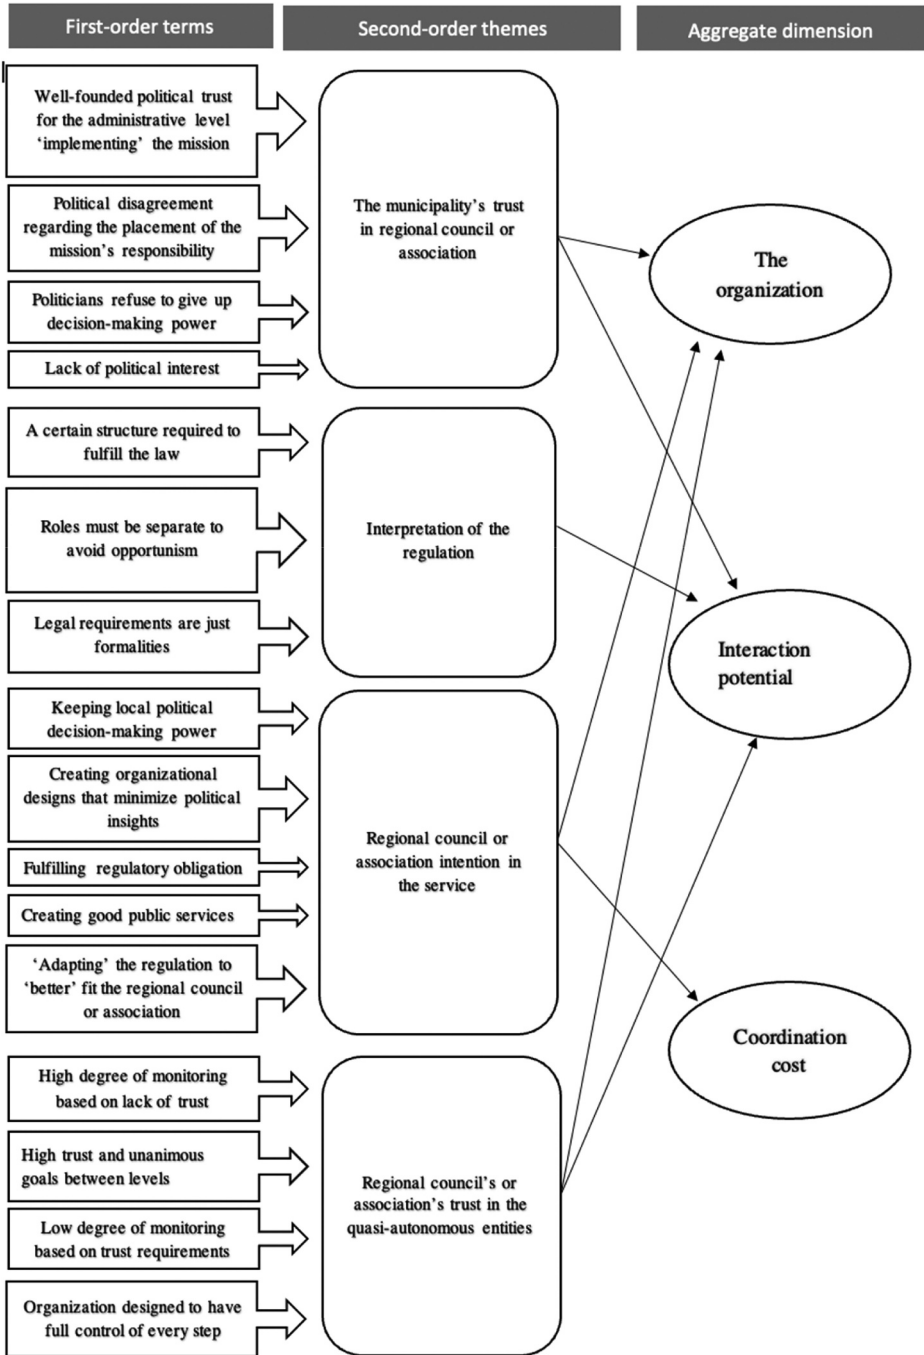 First-order terms
Second-order themes
Aggregate dimension
Well-founded political trust
for the administrative level
‘implementing’ the mission
Political disagreement
regarding the placement of the
mission’s responsibility
Politicians refuse to give up
decision-making power
Lack of political interest
The municipality’s trust
in regional council or
association
A certain structure required to
fulfill the law
Roles must be separate to
avoid opportunism
Legal requirements are just
formalities
Interpretation of the
regulation
Keeping local political
decision-making power
Creating organizational
designs that minimize political
insights
Fulfilling regulatory obligation
Creating good public services
‘Adapting’ the regulation to
‘better’ fit the regional council
or association
Regional council or
association intention in
the service
High degree of monitoring
based on lack of trust
High trust and unanimous
goals between levels
Low degree of monitoring
based on trust requirements
Organization designed to have
full control of every step
Regional council’s or
association’s trust in the
quasi-autonomous entities
The
organization
Interaction
potential
Coordination
cost